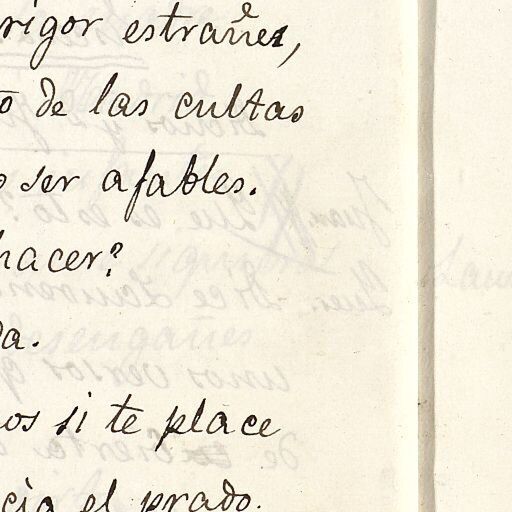 rigor estrañes,
o de las cultas
o ser afables.
hacer?
da.
os si te place
cia el prado.